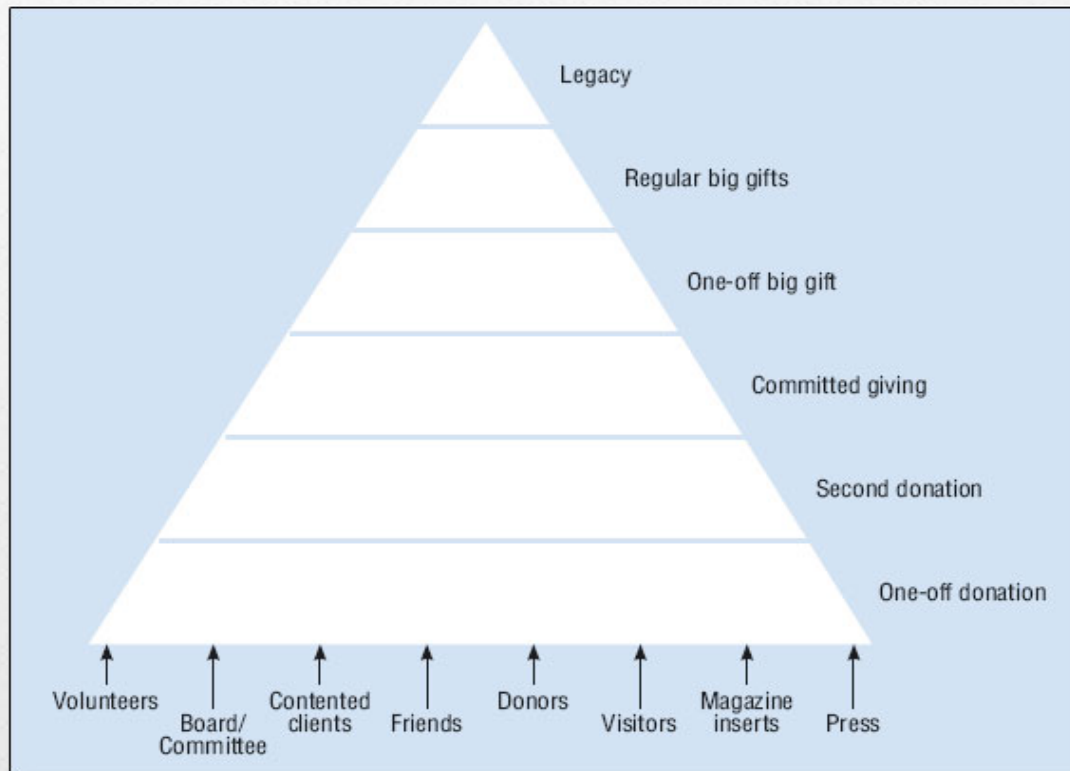 Legacy
Regular big gifts
One-off big gift
Committed giving
Second donation
One-off donation
Volunteers
Board/
Committee
Contented
clients
Friends
Donors
Visitors
Magazine
inserts
Press